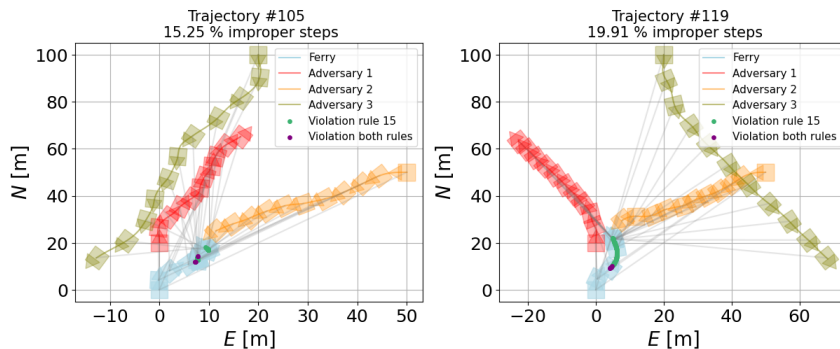 Trajectory #105
15.25 % improper steps
Ferry
Adversary 1
Adversary 2
Adversary 3
Violation rule 15
Violation both rules
N [m]
100
80
60
40
20
0
−10
0
10
20
30
40
50
E [m]
Trajectory #119
19.91 % improper steps
Ferry
Adversary 1
Adversary 2
Adversary 3
Violation rule 15
Violation both rules
N [m]
100
80
60
40
20
0
−20
0
20
40
60
E [m]